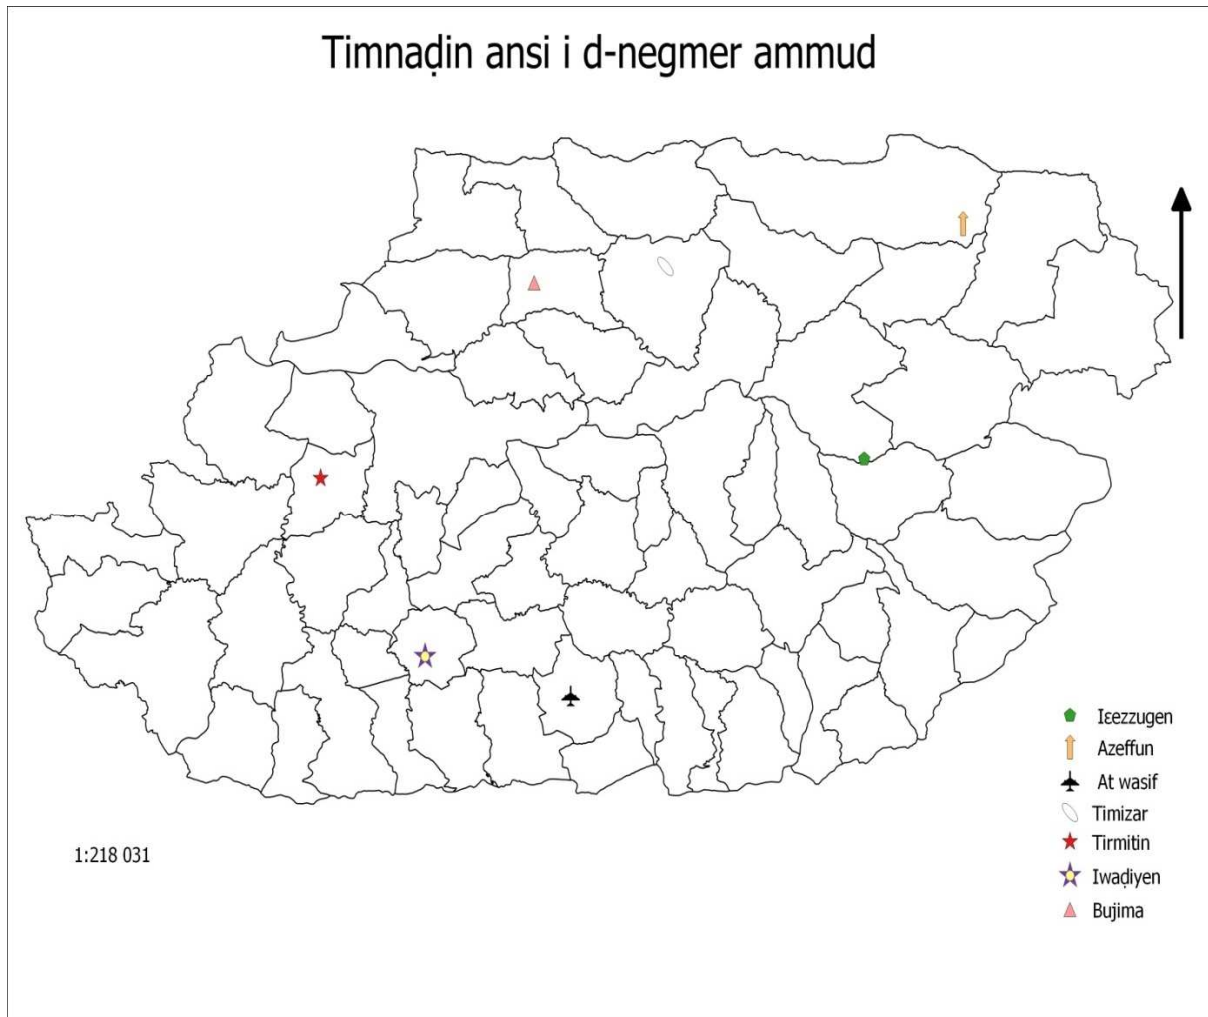 Timnaḍin ansi i d-negmer ammud
Iɛezzugen
Azeffun
At wasif
Timizar
Tirmitin
Iwaḍiyen
Bujima
1:218 031